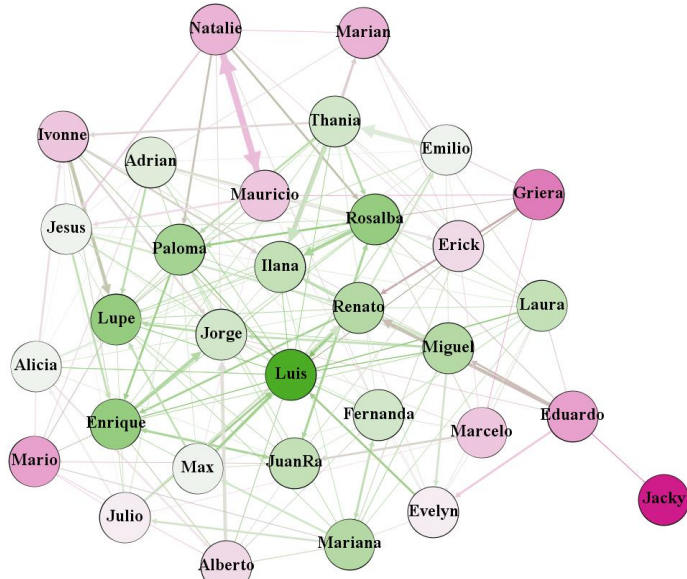 Natalie
Marian
Thania
Ivonne
Emilio
Adrian
Mauricio
Griera
Jesus
Rosalba
Paloma
Erick
Ilana
Laura
Renato
Lupe
Jorge
Miguel
Alicia
Luis
Fernanda
Eduardo
Enrique
Marcelo
Mario
Max
JuanRa
Jacky
Julio
Evelyn
Mariana
Alberto